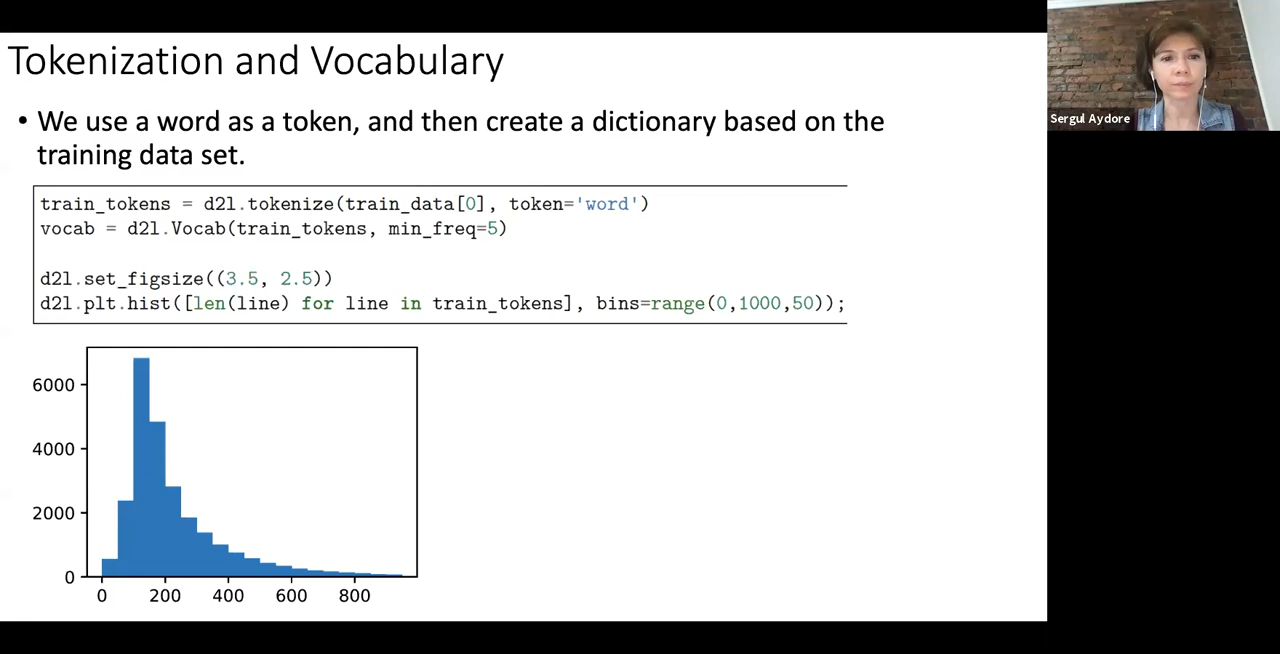 Tokenization and Vocabulary
• We use a word as a token, and then create a dictionary based on the
training data set.
train_tokens = d2l.tokenize(train_data[0], token='word')
vocab = d2l.Vocab(train_tokens, min_freq=5)
d2l.set_figsize((3.5, 2.5))
d2l.plt.hist([len(line) for line in train_tokens], bins=range(0,1000,50));
6000
4000
2000
0
0 200 400 600 800
Sergul Aydore